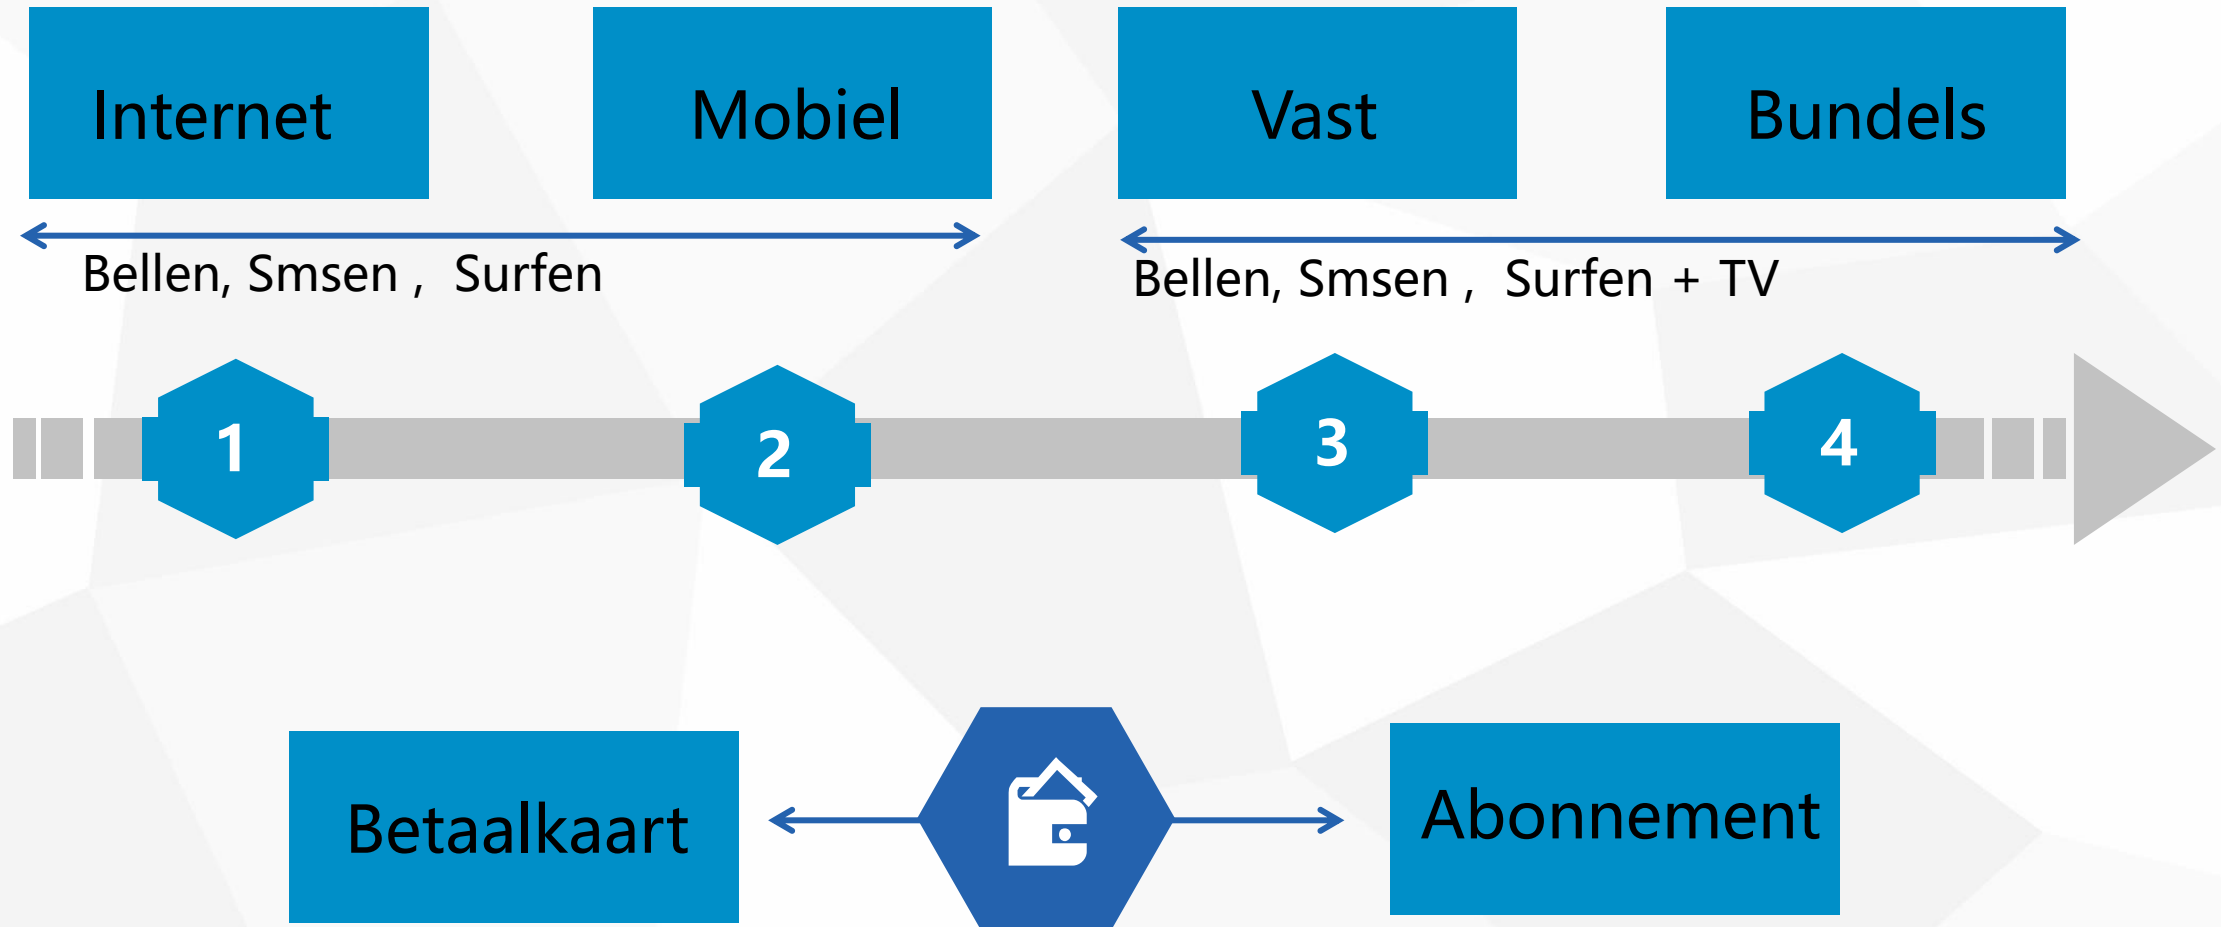 Internet
Mobiel
Vast
Bundels
Bellen, Smsen , Surfen
Bellen, Smsen , Surfen + TV
1
2
3
4
Betaalkaart
Abonnement